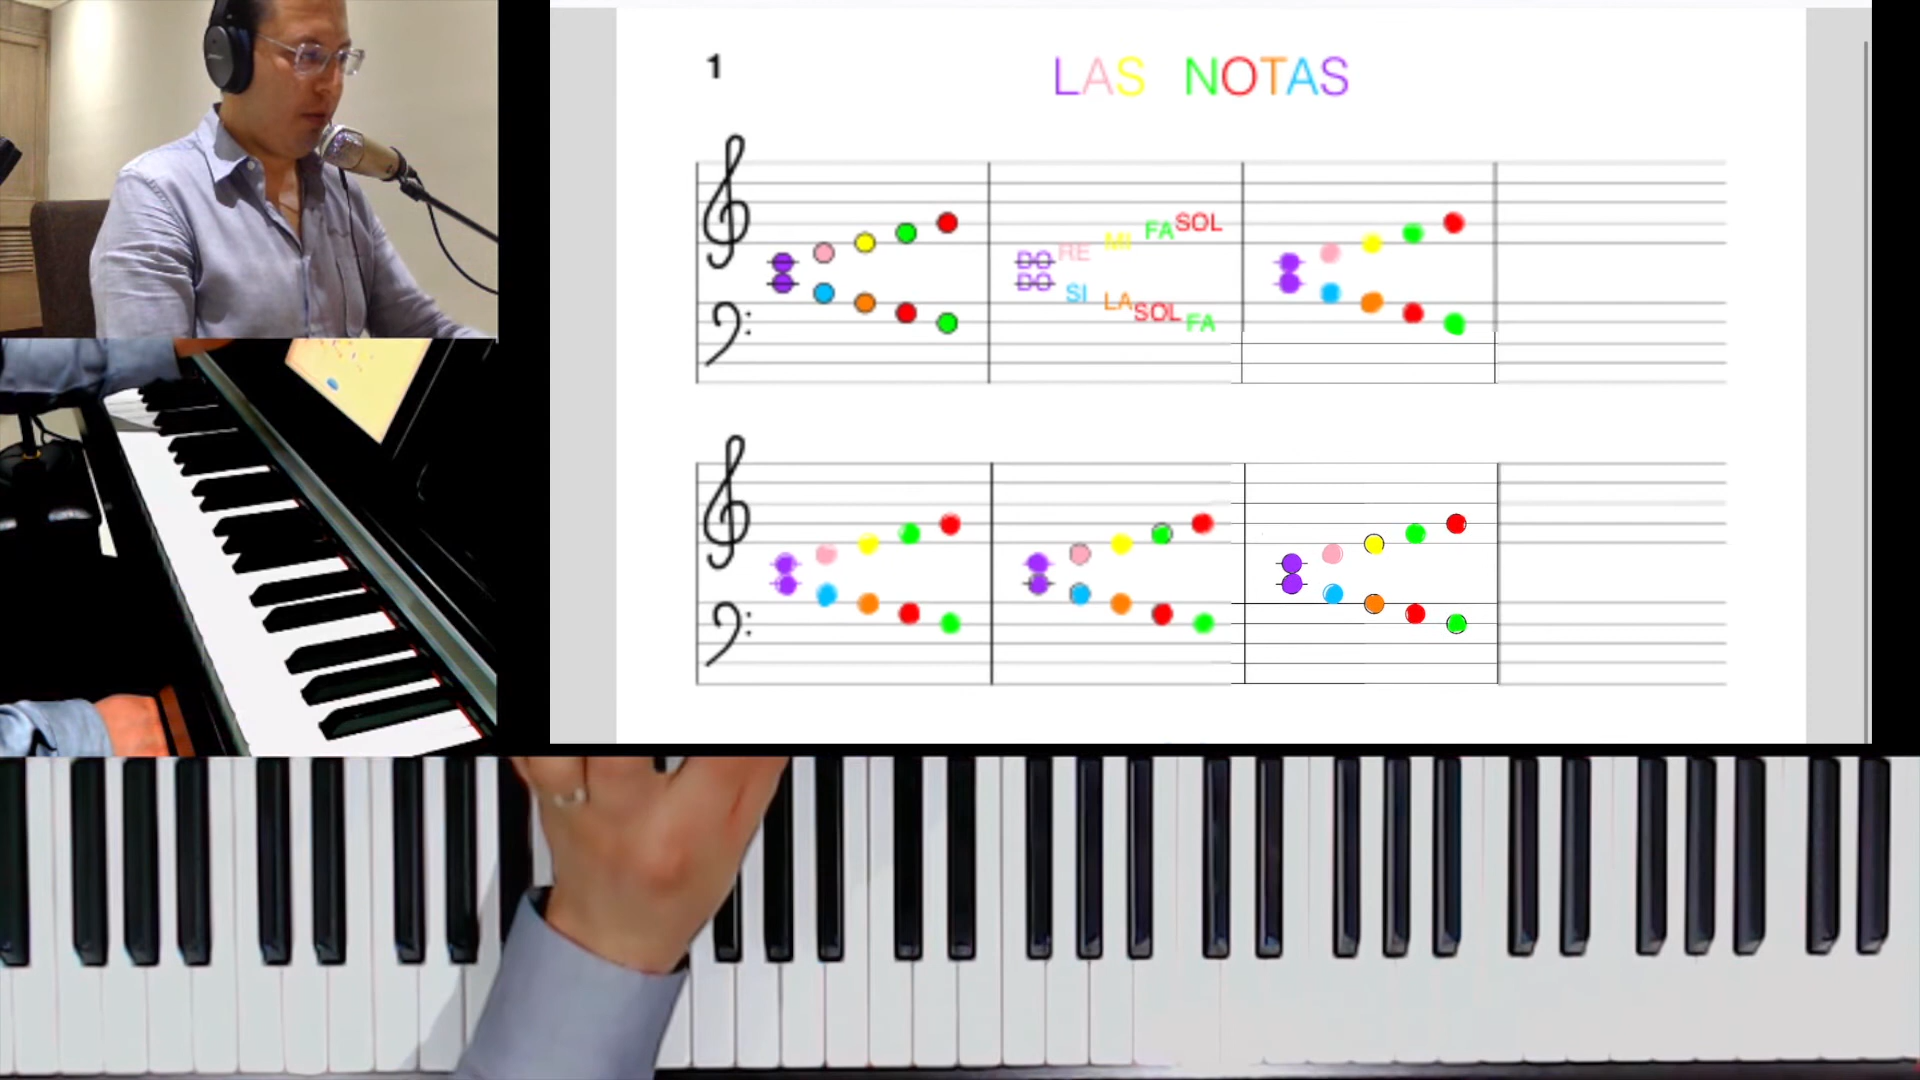 1
LAS NOTAS
FA SOL
RE MI
DO
DO
SI LA
SOL FA